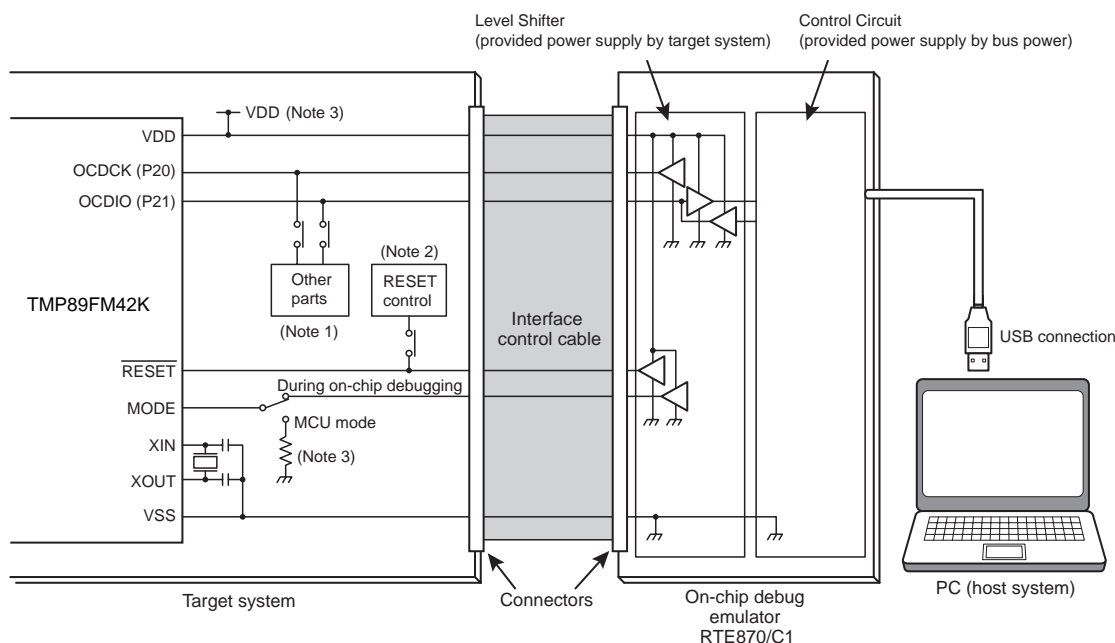 Level Shifter
(provided power supply by target system)
Control Circuit
(provided power supply by bus power)
VDD (Note 3)
VDD
OCDCK (P20)
OCDIO (P21)
(Note 2)
Other
parts
RESET
control
TMP89FM42K
(Note 1)
Interface
control cable
USB connection
RESET
During on-chip debugging
MODE
MCU mode
XIN
(Note 3)
XOUT
VSS
Target system
Connectors
On-chip debug
emulator
RTE870/C1
PC (host system)